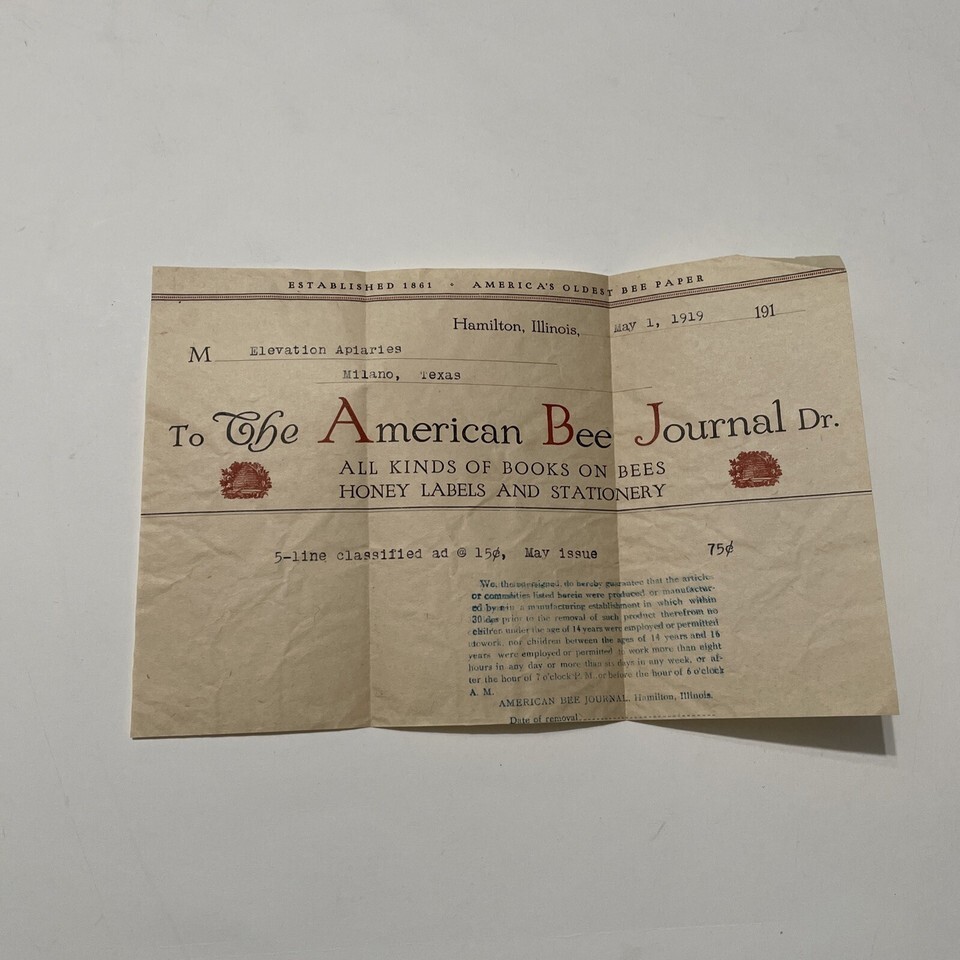 ESTABLISHED 1861 • AMERICA'S OLDEST BEE PAPER
Hamilton, Illinois, May 1, 1919 191
M Elevation Apiaries
Milano, Texas
To The American Bee Journal Dr.
ALL KINDS OF BOOKS ON BEES
HONEY LABELS AND STATIONERY
5-line classified ad @ 15¢, May issue 75¢
We, the undersigned, do hereby guarantee that the articles
or commodities listed herein were produced or manufactur-
ed by in a manufacturing establishment in which within
30 days prior to the removal of such product therefrom no
children under the age of 14 years were employed or permitted
to work, nor children between the ages of 14 years and 16
years were employed or permitted to work more than eight
hours in any day or more than six days in any week, or af-
ter the hour of 7 o'clock P. M. or before the hour of 6 o'clock
A. M.
AMERICAN BEE JOURNAL, Hamilton, Illinois.
Date of removal